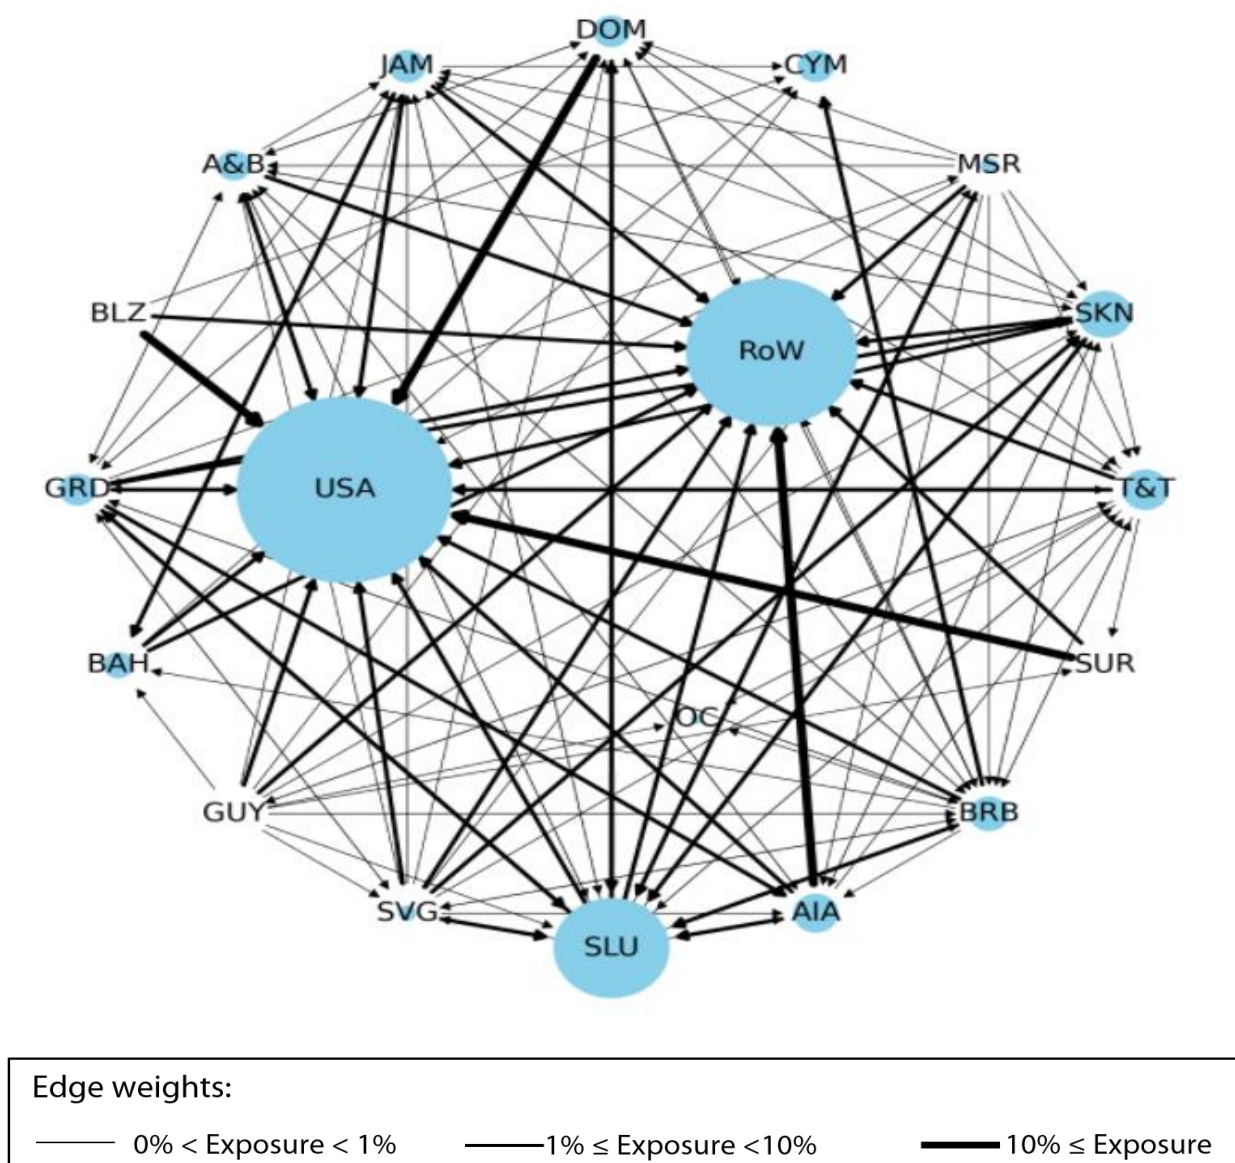 DOM
JAM
CYM
A&B
MSR
BLZ
SKN
RoW
GRD
USA
T&T
BAH
SUR
OC
GUY
BRB
SVG
AIA
SLU
Edge weights:
0% < Exposure < 1%
1% ≤ Exposure <10%
10% ≤ Exposure